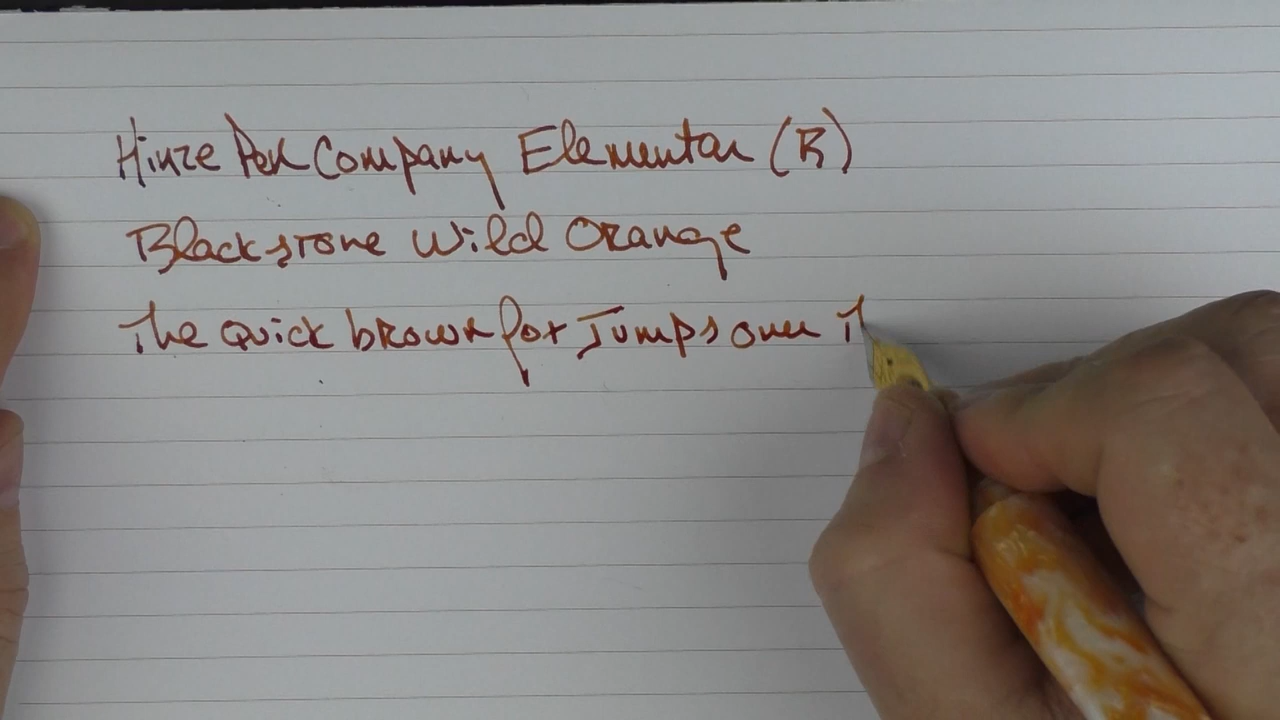 Hinze Pen Company Elementar (R)
Blackstone Wild Orange
The quick brown fox Jumps over T